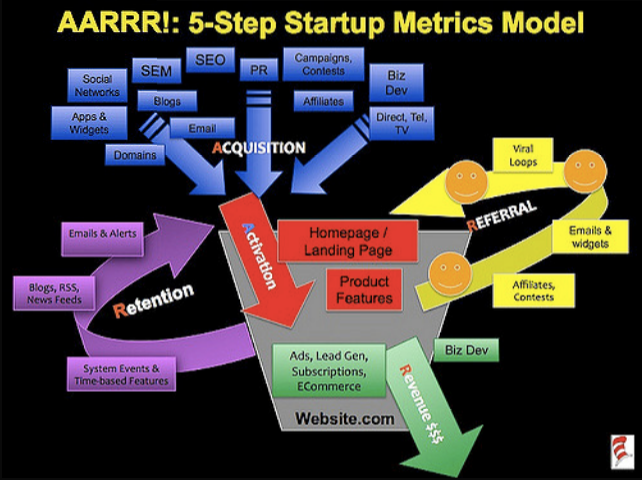 AARRR!: 5-Step Startup Metrics Model
SEO
Campaigns,
Contests
SEM
PR
Biz
Dev
Social
Networks
Blogs
Affiliates
Apps &
Widgets
Email
Direct, Tel,
TV
Domains
ACQUISITION
Viral
Loops
REFERRAL
Emails &
widgets
Affiliates,
Contests
Emails & Alerts
Blogs, RSS,
News Feeds
Retention
System Events &
Time-based Features
Activation
Homepage /
Landing Page
Product
Features
Ads, Lead Gen,
Subscriptions,
ECommerce
Biz Dev
Revenue $$$
Website.com